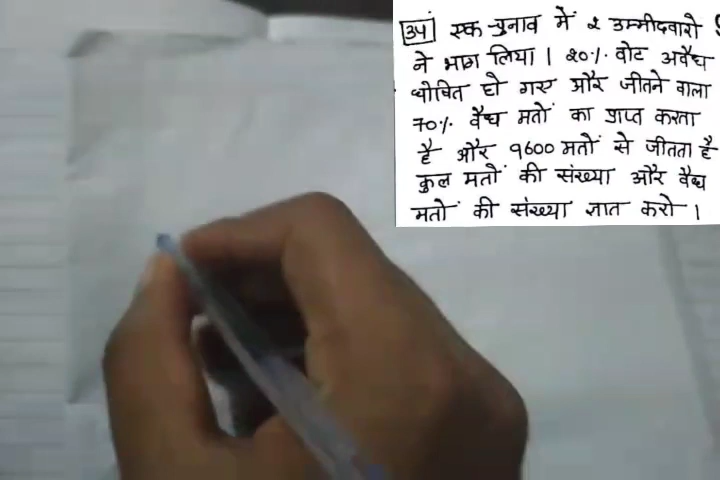 34 एक चुनाव में 2 उम्मीदवारो
ने भाग लिया । 20% वोट अवैध
घोषित हो गए और जीतने वाला
70% वैध मतों का प्राप्त करता
है और 9600 मतों से जीतता है
कुल मतों की संख्या और वैध
मतों की संख्या ज्ञात करो ।